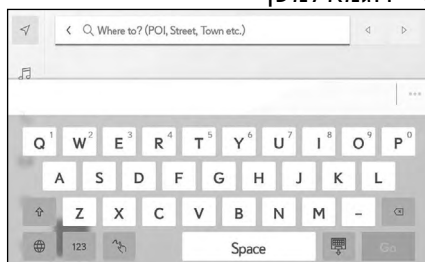 Where to? (POI, Street, Town etc.)
Q 1 W 2 E 3 R 4 T 5 Y 6 U 7 I 8 O 9 P 0
A S D F G H J K L
Z X C V B N M -
123 Space Go